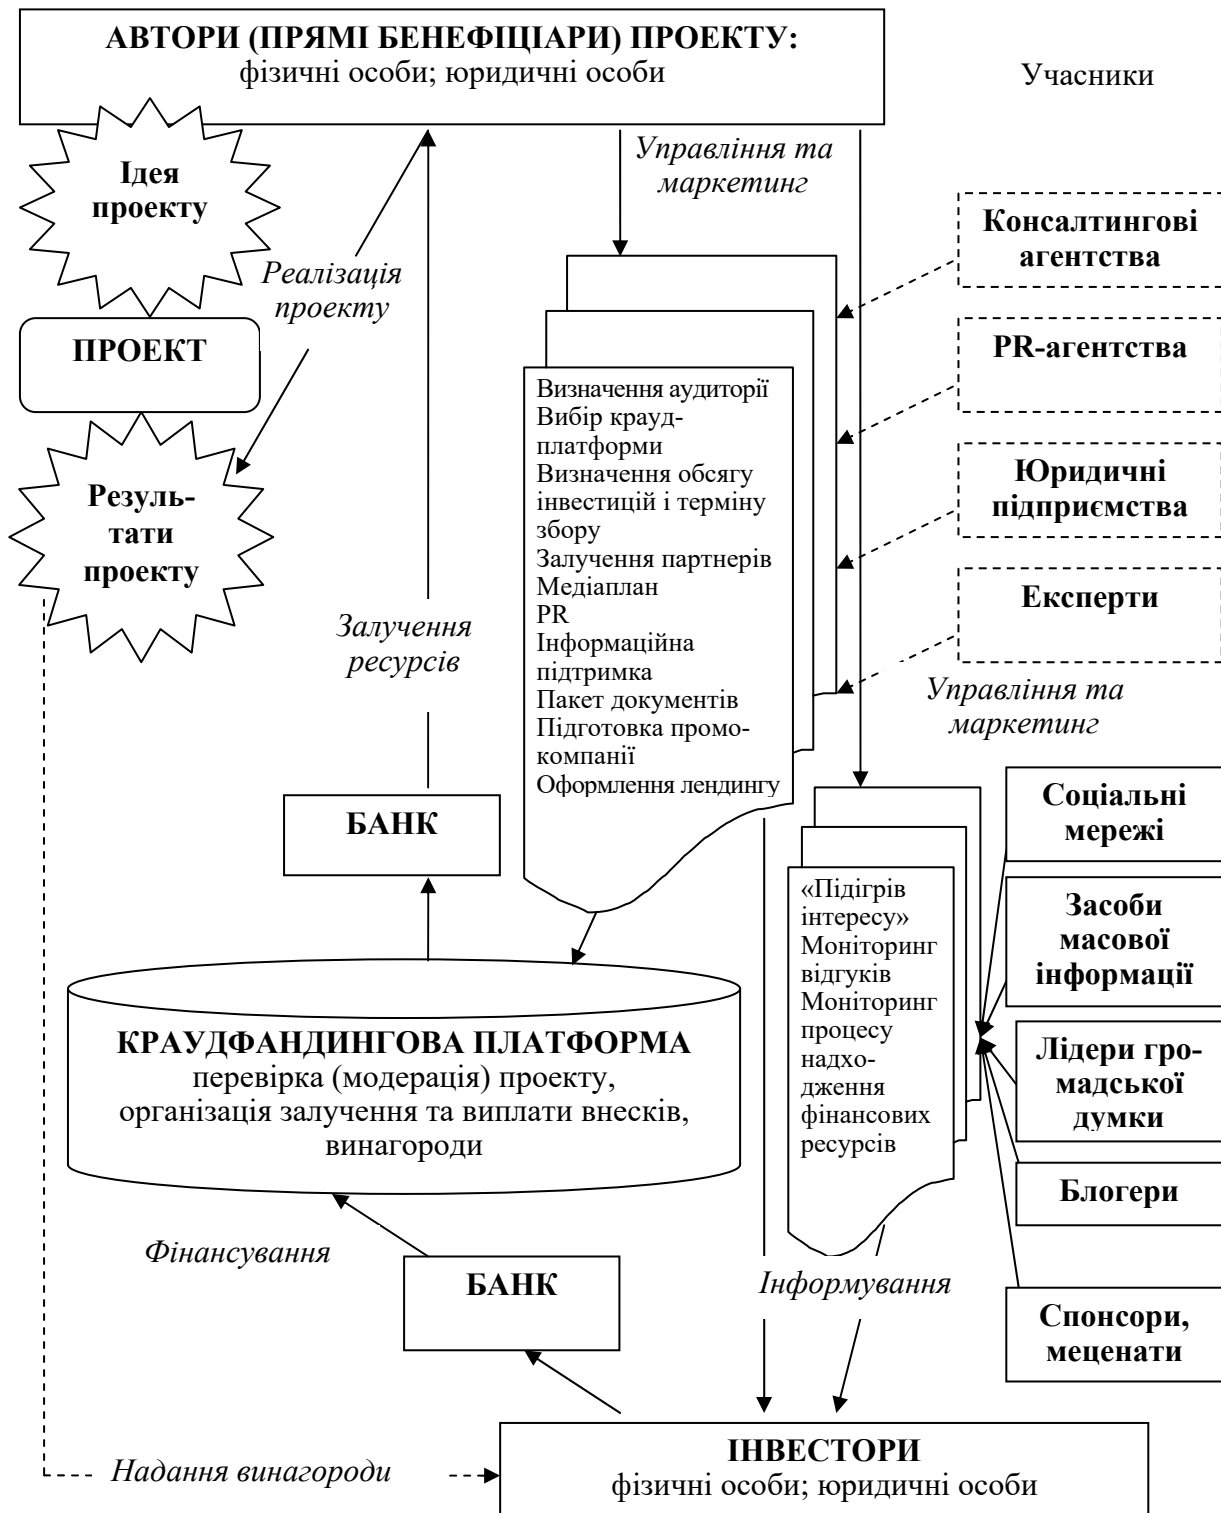 АВТОРИ (ПРЯМІ БЕНЕФІЦІАРИ) ПРОЕКТУ:
фізичні особи; юридичні особи
Учасники
Ідея
проекту
Управління та
маркетинг
Реалізація
проекту
ПРОЕКТ
Резуль-
тати
проекту
Залучення
ресурсів
Визначення аудиторії
Вибір крауд-
платформи
Визначення обсягу
інвестицій і терміну
збору
Залучення партнерів
Медіаплан
PR
Інформаційна
підтримка
Пакет документів
Підготовка промо-
компанії
Оформлення лендингу
Консалтингові
агентства
PR-агентства
Юридичні
підприємства
Експерти
Управління та
маркетинг
БАНК
«Підігрів
інтересу»
Моніторинг
відгуків
Моніторинг
процесу
надхо-
дження
фінансових
ресурсів
Соціальні
мережі
Засоби
масової
інформації
Лідери гро-
мадської
думки
Блогери
Спонсори,
меценати
КРАУДФАНДИНГОВА ПЛАТФОРМА
перевірка (модерація) проекту,
організація залучення та виплати внесків,
винагороди
Фінансування
БАНК
Інформування
Надання винагороди
ІНВЕСТОРИ
фізичні особи; юридичні особи